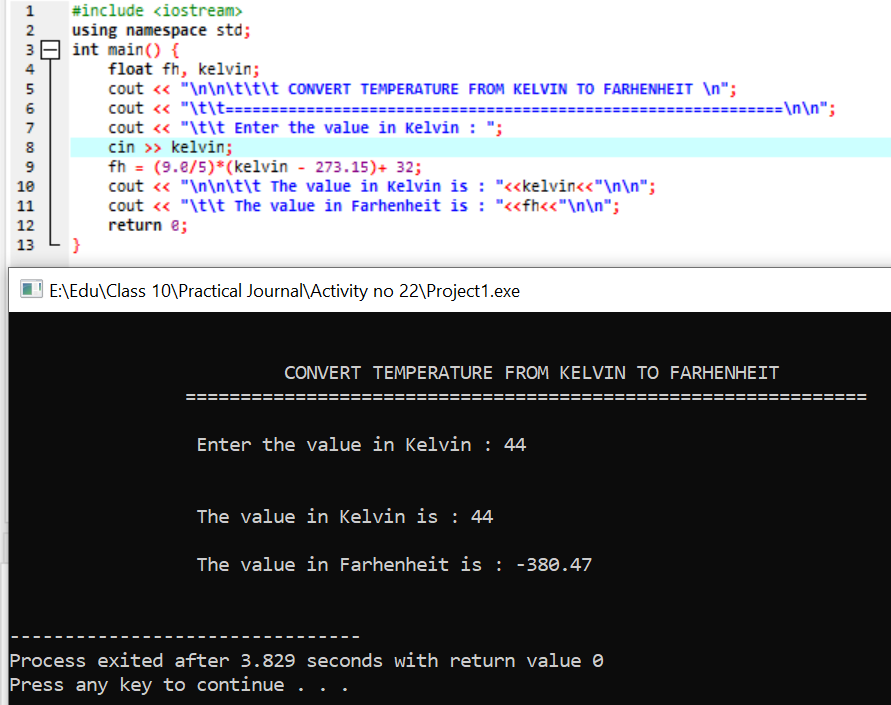 1 #include <iostream>
2 using namespace std;
3 int main() {
4 float fh, kelvin;
5 cout << "\n\n\t\t\t CONVERT TEMPERATURE FROM KELVIN TO FARHENHEIT \n";
6 cout << "\t\t==============================================================\n\n";
7 cout << "\t\t Enter the value in Kelvin : ";
8 cin >> kelvin;
9 fh = (9.0/5)*(kelvin - 273.15)+ 32;
10 cout << "\n\n\t\t The value in Kelvin is : "<<kelvin<<"\n\n";
11 cout << "\t\t The value in Farhenheit is : "<<fh<<"\n\n";
12 return 0;
13 }
E:\Edu\Class 10\Practical Journal\Activity no 22\Project1.exe
CONVERT TEMPERATURE FROM KELVIN TO FARHENHEIT
==============================================================
Enter the value in Kelvin : 44
The value in Kelvin is : 44
The value in Farhenheit is : -380.47
--------------------------------
Process exited after 3.829 seconds with return value 0
Press any key to continue . . .